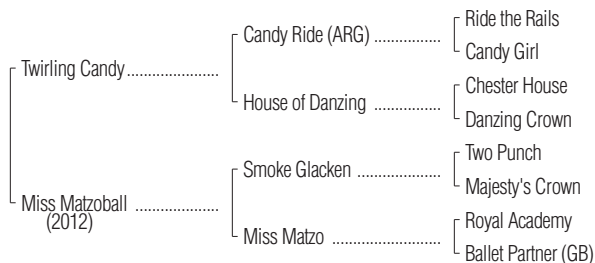 Ride the Rails
Candy Ride (ARG) ................
Candy Girl
Twirling Candy ......................
Chester House
House of Danzing ................
Danzing Crown
Two Punch
Smoke Glacken ....................
Majesty's Crown
Miss Matzoball ....................
(2012)
Royal Academy
Miss Matzo ..........................
Ballet Partner (GB)